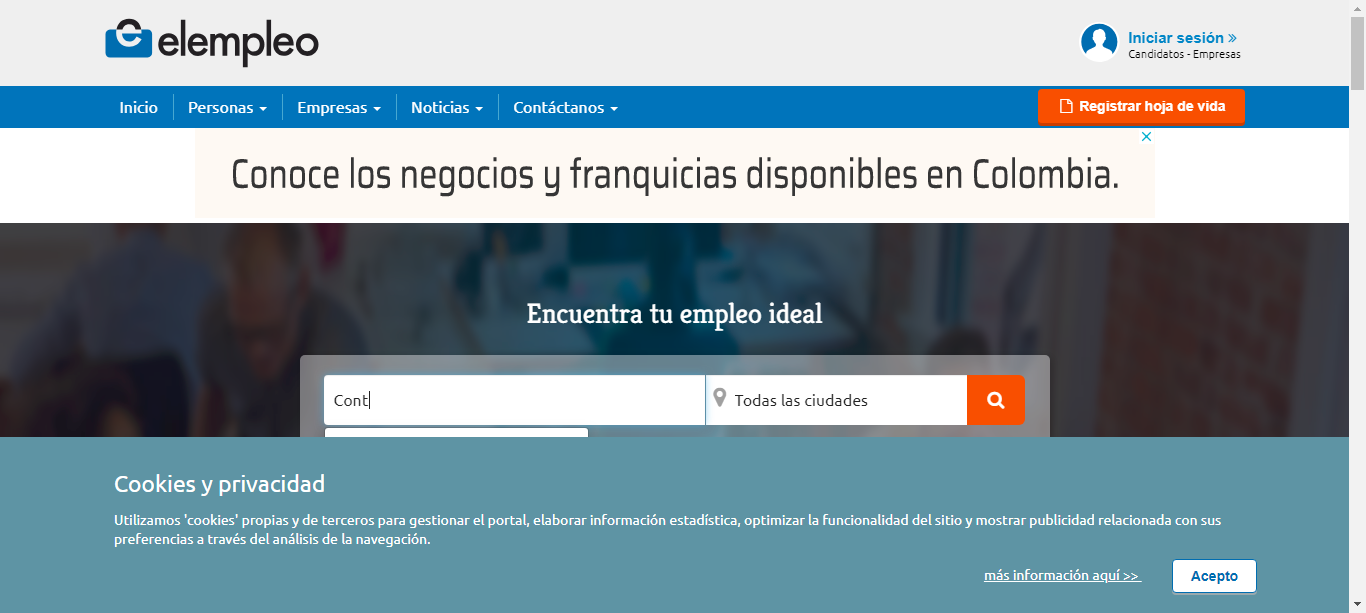 elempleo
Iniciar sesión »
Candidatos - Empresas
Inicio Personas Empresas Noticias Contáctanos Registrar hoja de vida
Conoce los negocios y franquicias disponibles en Colombia.
Encuentra tu empleo ideal
Cont Todas las ciudades
Cookies y privacidad
Utilizamos 'cookies' propias y de terceros para gestionar el portal, elaborar información estadística, optimizar la funcionalidad del sitio y mostrar publicidad relacionada con sus
preferencias a través del análisis de la navegación.
más información aquí >> Acepto